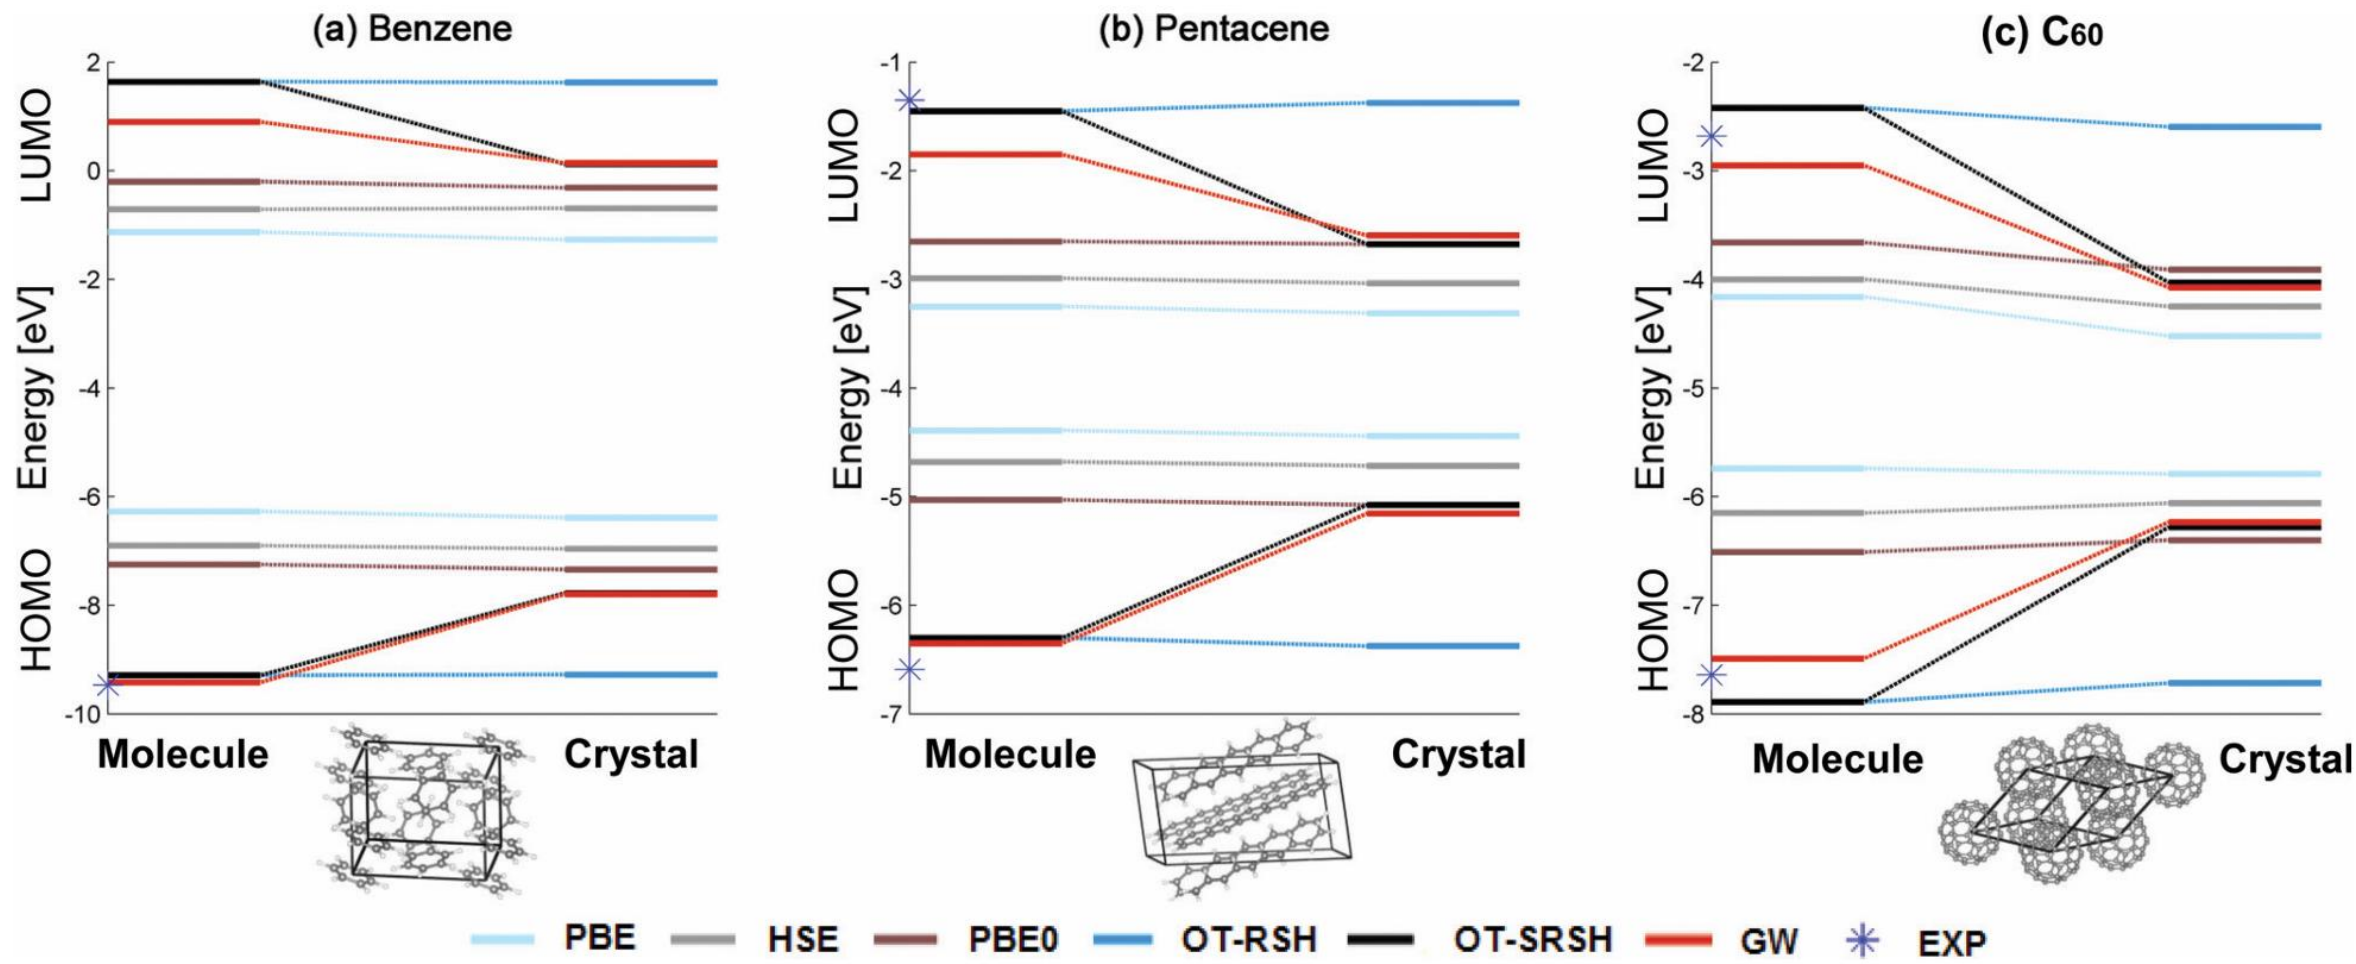 (a) Benzene
(b) Pentacene
(c) C60
LUMO
Energy [eV]
HOMO
2
0
-2
-4
-6
-8
-10
Molecule
Crystal
LUMO
Energy [eV]
HOMO
-1
-2
-3
-4
-5
-6
-7
Molecule
Crystal
LUMO
Energy [eV]
HOMO
-2
-3
-4
-5
-6
-7
-8
Molecule
Crystal
PBE HSE PBE0 OT-RSH OT-SRSH GW EXP